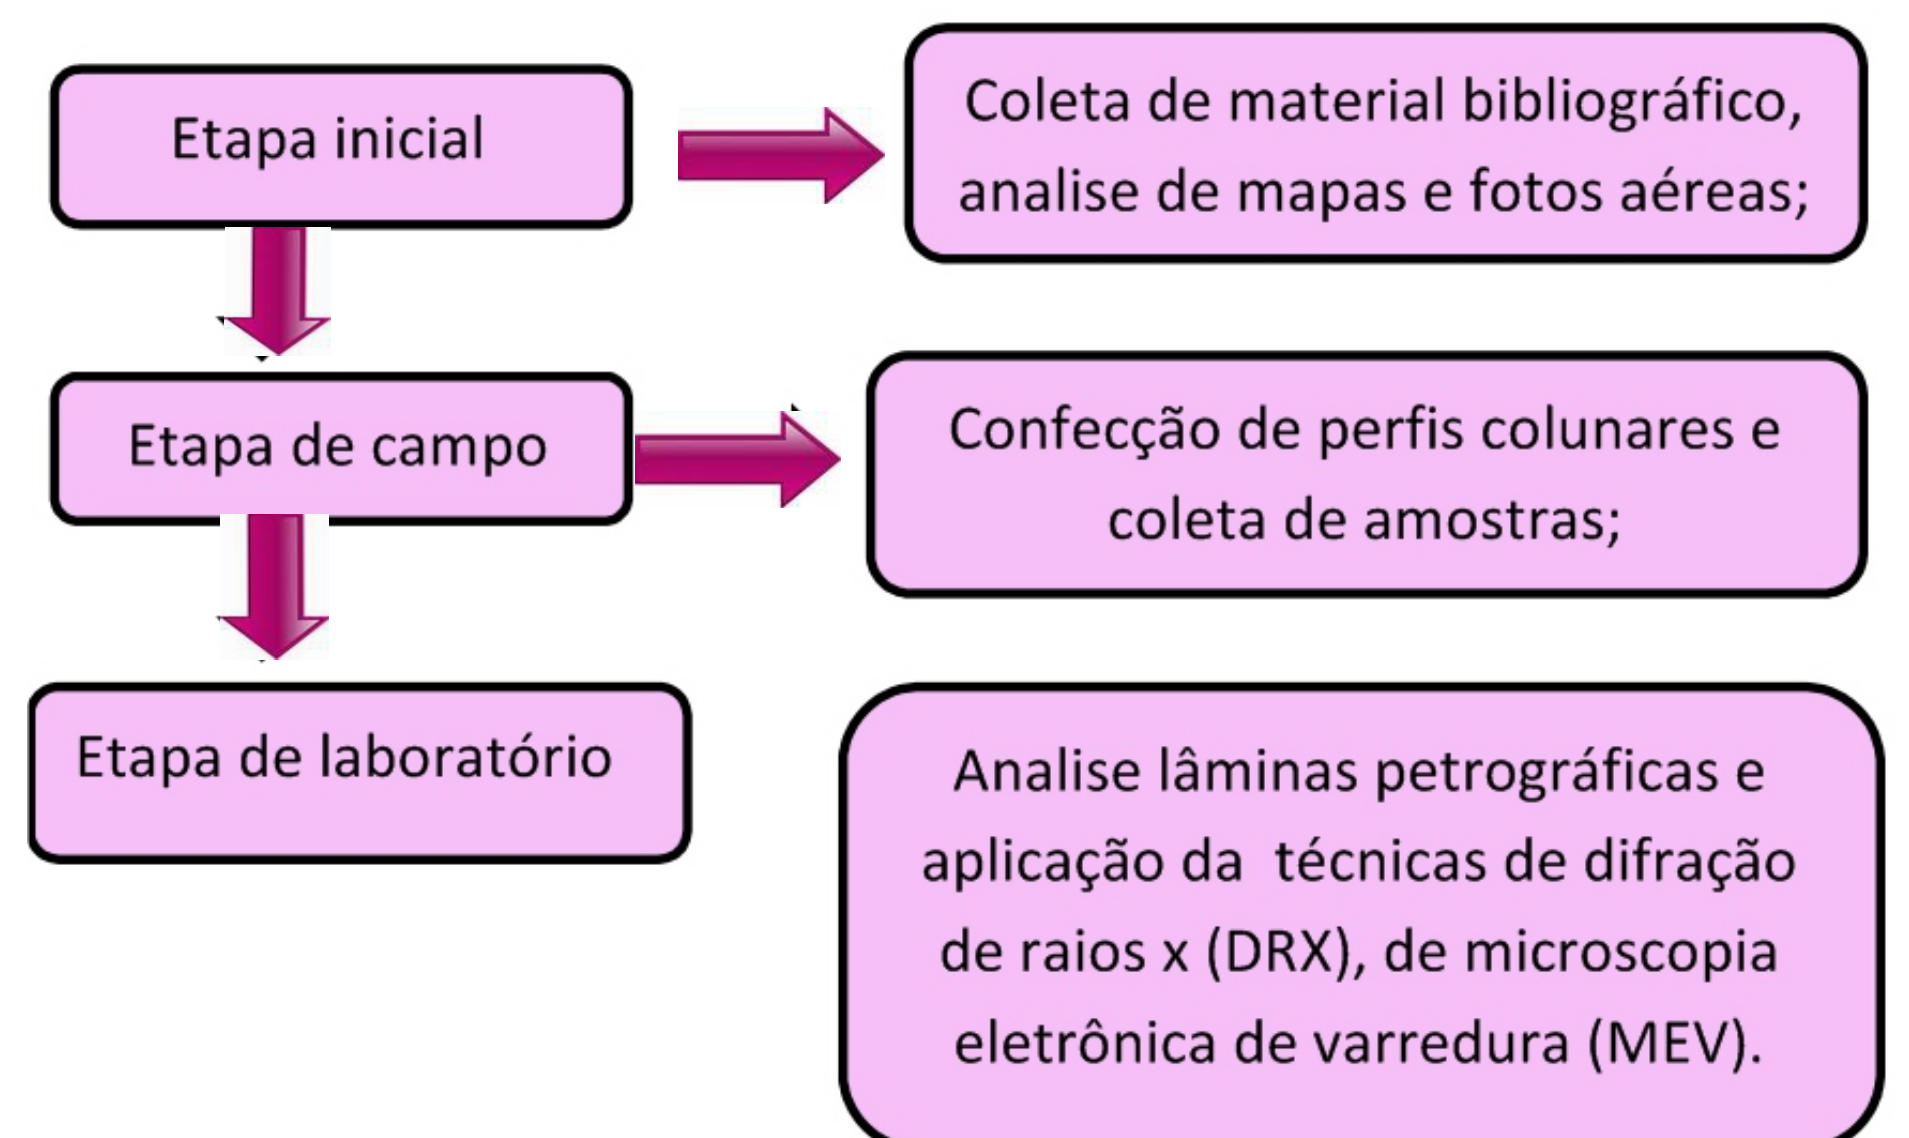 Etapa inicial
Coleta de material bibliográfico,
analise de mapas e fotos aéreas;
Etapa de campo
Confecção de perfis colunares e
coleta de amostras;
Etapa de laboratório
Analise lâminas petrográficas e
aplicação da  técnicas de difração
de raios x (DRX), de microscopia
eletrônica de varredura (MEV).